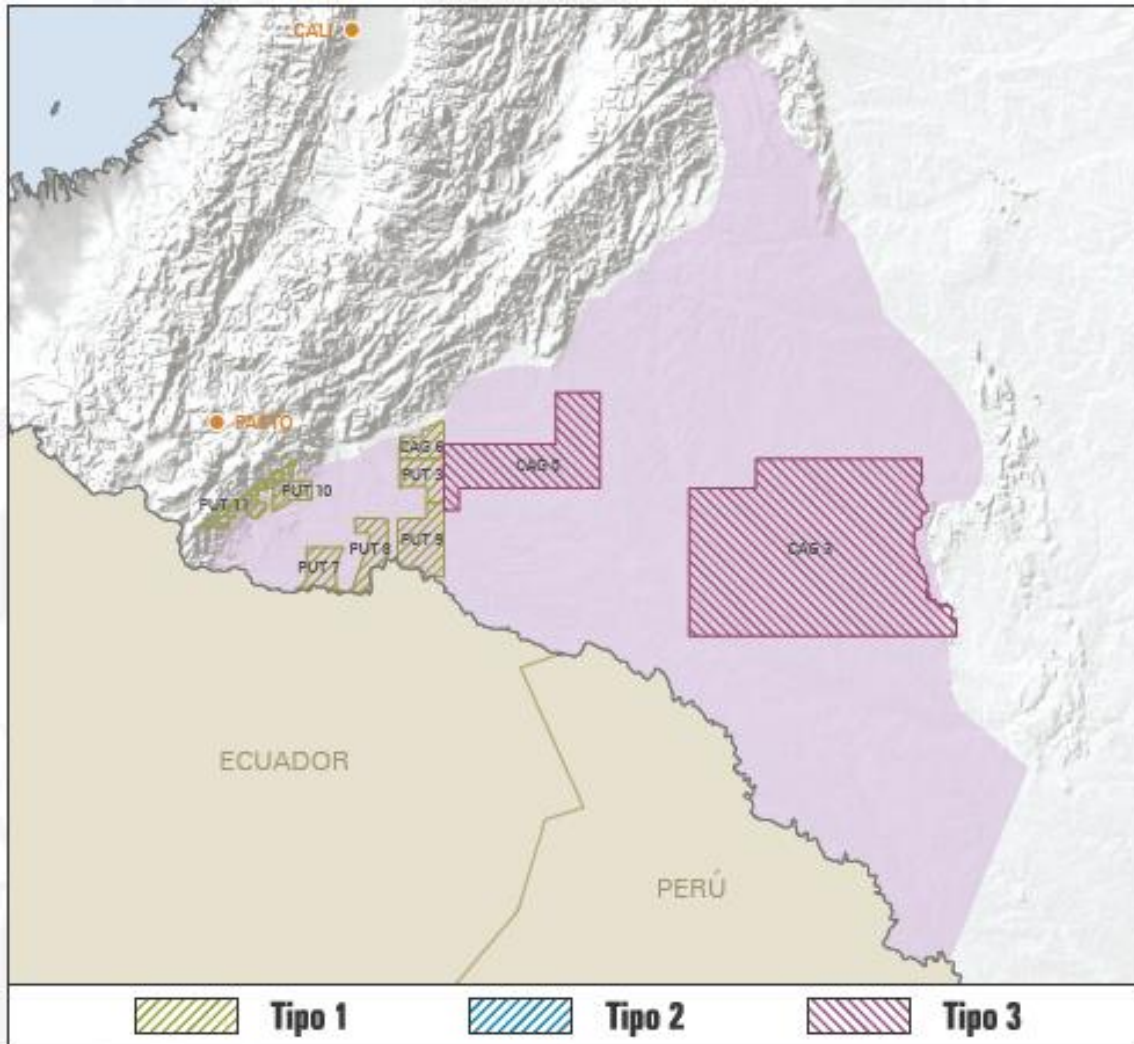 CALI
PASTO
CAG 6
PUT 3
CAG 5
PUT 10
PUT 11
PUT 9
PUT 8
PUT 7
CAG 3
ECUADOR
PERÚ
Tipo 1
Tipo 2
Tipo 3